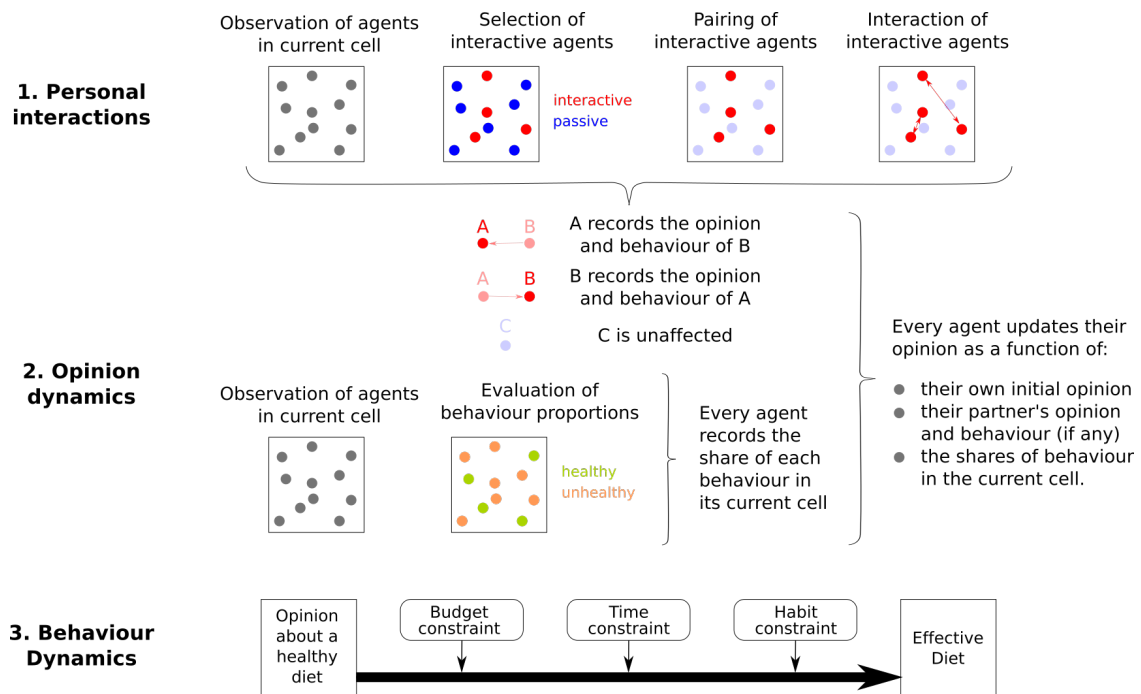 Observation of agents
in current cell
Selection of
interactive agents
Pairing of
interactive agents
Interaction of
interactive agents
1. Personal
interactions
interactive
passive
A B
A records the opinion
and behaviour of B
A B
B records the opinion
and behaviour of A
C
C is unaffected
2. Opinion
dynamics
Observation of agents
in current cell
Evaluation of
behaviour proportions
healthy
unhealthy
Every agent
records the
share of each
behaviour in
its current cell
Every agent updates their
opinion as a function of:
their own initial opinion
their partner's opinion
and behaviour (if any)
the shares of behaviour
in the current cell.
3. Behaviour
Dynamics
Opinion
about a
healthy
diet
Budget
constraint
Time
constraint
Habit
constraint
Effective
Diet